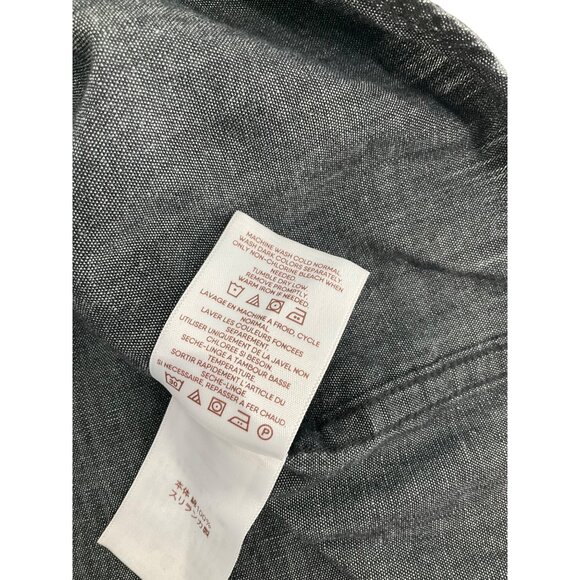 MACHINE WASH COLD NORMAL.
WASH DARK COLORS SEPARATELY.
ONLY NON-CHLORINE BLEACH WHEN
NEEDED.
TUMBLE DRY LOW
REMOVE PROMPTLY.
WARM IRON IF NEEDED.
LAVAGE EN MACHINE À FROID, CYCLE
NORMAL.
LAVER LES COULEURS FONCÉES
SÉPAREMENT.
UTILISER UNIQUEMENT DE LA JAVEL NON
CHLORÉE SI BESOIN.
SÈCHE-LINGE À TAMBOUR BASSE
TEMPÉRATURE.
SORTIR RAPIDEMENT L'ARTICLE DU
SÈCHE-LINGE.
SI NÉCESSAIRE, REPASSER À FER CHAUD.
30 P
本体 綿100%
スリランカ製